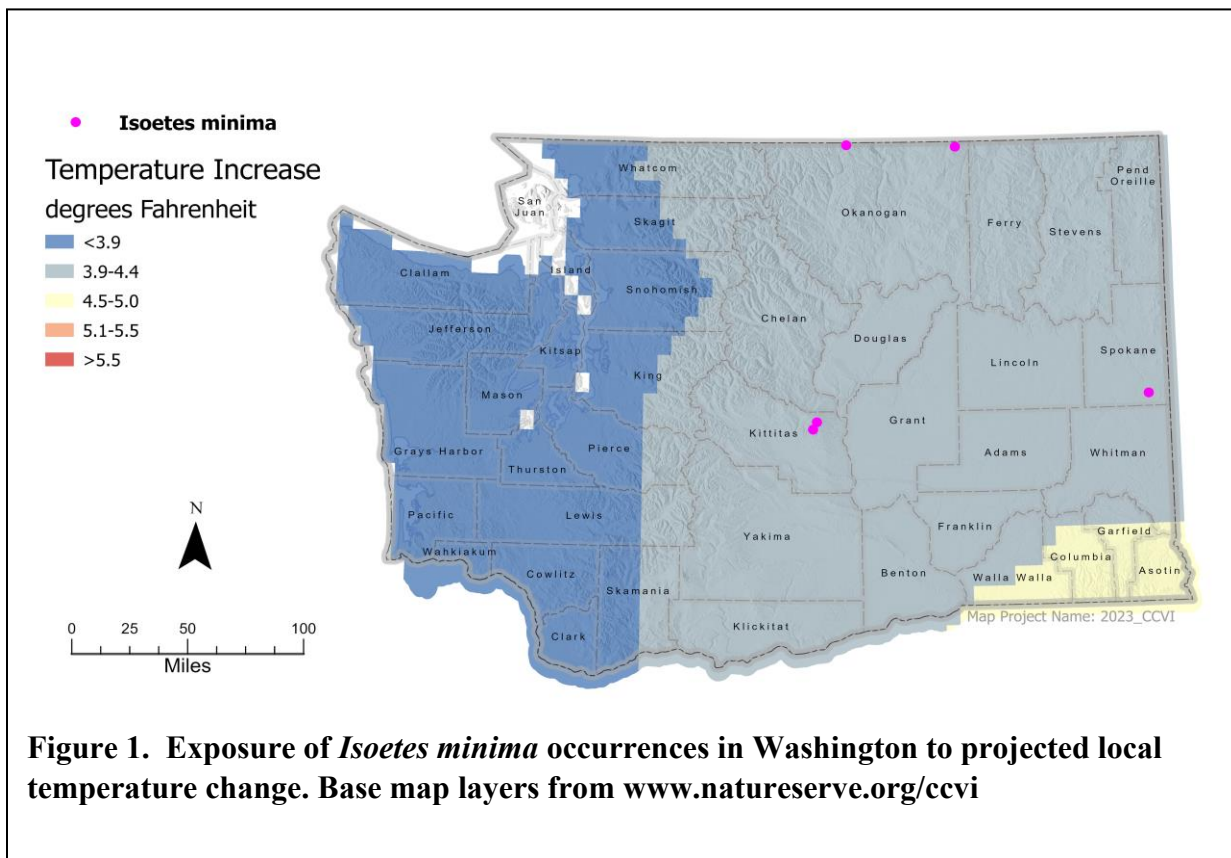 Isoetes minima
Temperature Increase
degrees Fahrenheit
<3.9
3.9-4.4
4.5-5.0
5.1-5.5
>5.5
Whatcom
San
Juan
Skagit
Okanogan
Ferry
Stevens
Pend
Oreille
Clallam
Island
Snohomish
Jefferson
Chelan
Douglas
Kitsap
King
Lincoln
Spokane
Mason
Kittitas
Grant
Grays Harbor
Pierce
Thurston
Adams
Whitman
Pacific
Lewis
Yakima
Franklin
Garfield
Wahkiakum
Cowlitz
Skamania
Benton
Walla Walla
Columbia
Asotin
Clark
Klickitat
Map Project Name: 2023_CCVI
N
0 25 50 100
Miles
Figure 1. Exposure of Isoetes minima occurrences in Washington to projected local
temperature change. Base map layers from www.natureserve.org/ccvi